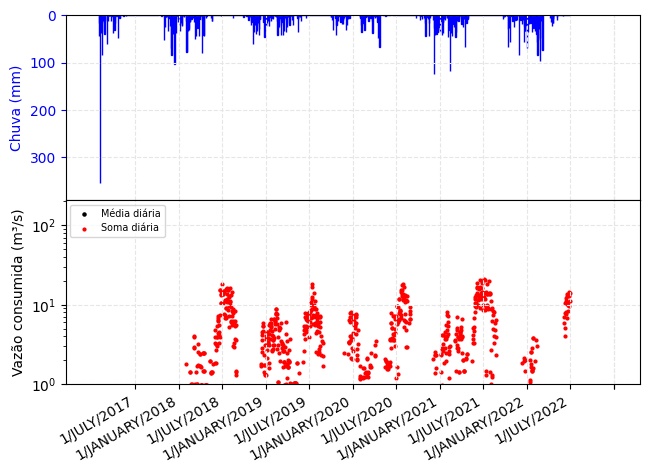 0
100
200
300
Chuva (mm)
10²
10¹
10⁰
Vazão consumida (m³/s)
Média diária
Soma diária
1/JULY/2017
1/JANUARY/2018
1/JULY/2018
1/JANUARY/2019
1/JULY/2019
1/JANUARY/2020
1/JULY/2020
1/JANUARY/2021
1/JULY/2021
1/JANUARY/2022
1/JULY/2022